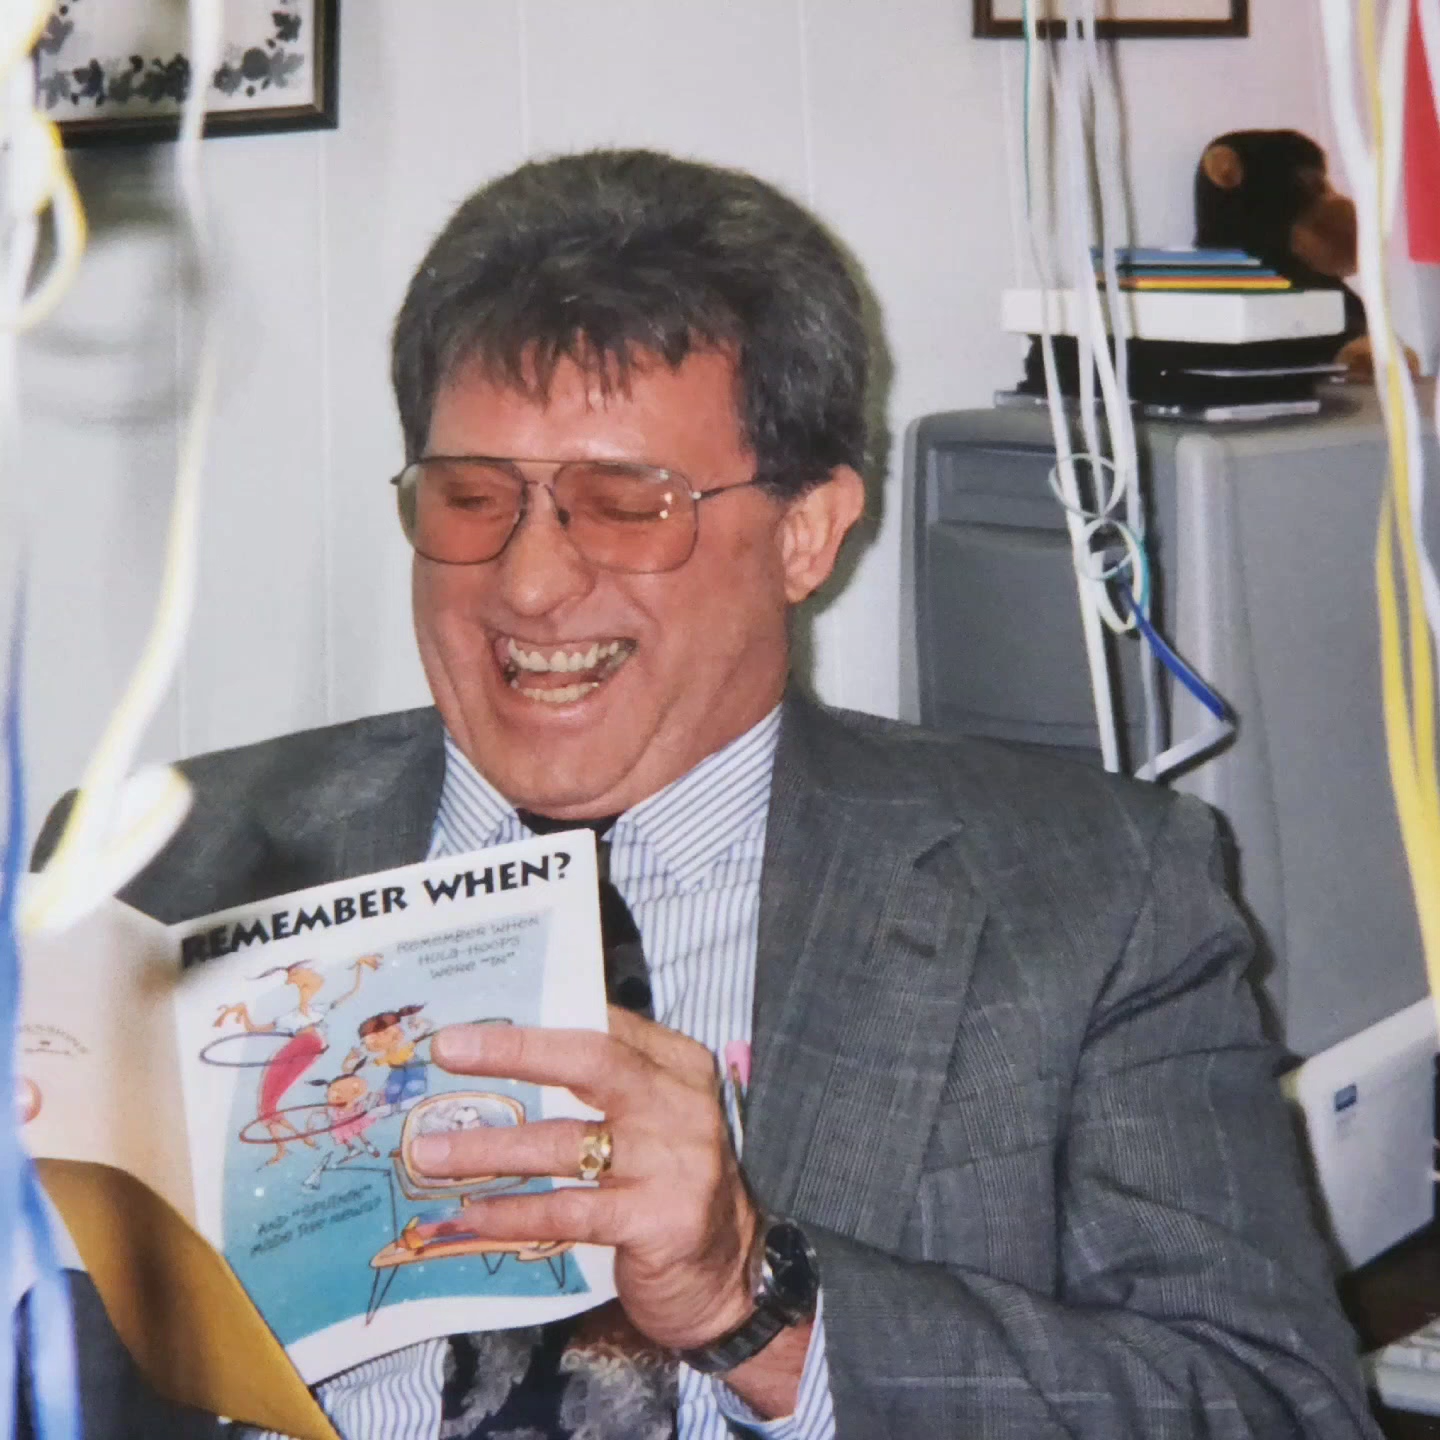 REMEMBER WHEN?
REMEMBER WHEN
HULA-HOOPS
WERE "IN"
AND "SPUTNIK"
MADE THE NEWS?